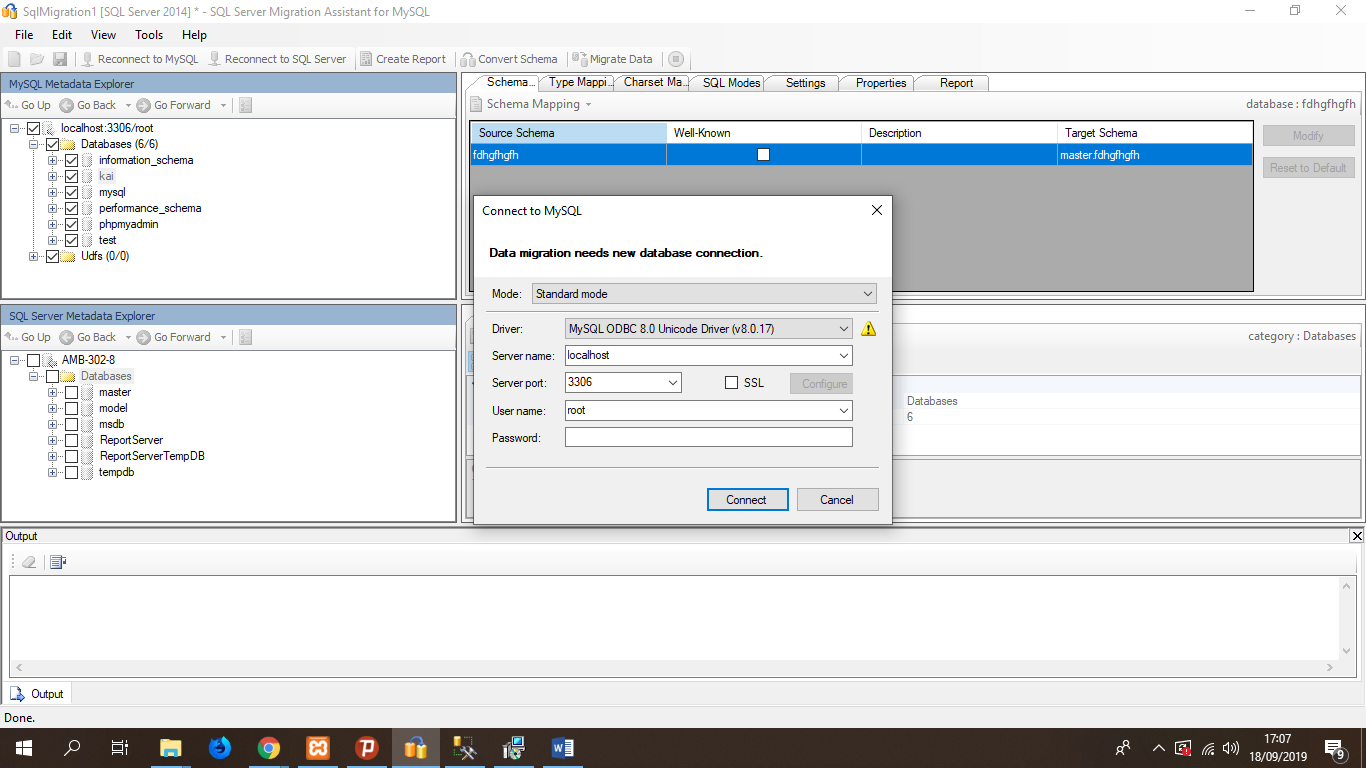 SqlMigration1 [SQL Server 2014] * - SQL Server Migration Assistant for MySQL
File Edit View Tools Help
Reconnect to MySQL Reconnect to SQL Server Create Report Convert Schema Migrate Data
MySQL Metadata Explorer
Go Up Go Back Go Forward
localhost:3306/root
Databases (6/6)
information_schema
kai
mysql
performance_schema
phpmyadmin
test
Udfs (0/0)
Schema... Type Mappi... Charset Ma... SQL Modes Settings Properties Report
Schema Mapping database : fdhgfhgfh
Source Schema Well-Known Description Target Schema
fdhgfhgfh master.fdhgfhgfh
Modify
Reset to Default
SQL Server Metadata Explorer
Go Up Go Back Go Forward
AMB-302-8
Databases
master
model
msdb
ReportServer
ReportServerTempDB
tempdb
category : Databases
Databases
6
Connect to MySQL
Data migration needs new database connection.
Mode: Standard mode
Driver: MySQL ODBC 8.0 Unicode Driver (v8.0.17)
Server name: localhost
Server port: 3306 SSL Configure
User name: root
Password:
Connect Cancel
Output
Output
Done.
17:07
18/09/2019
9